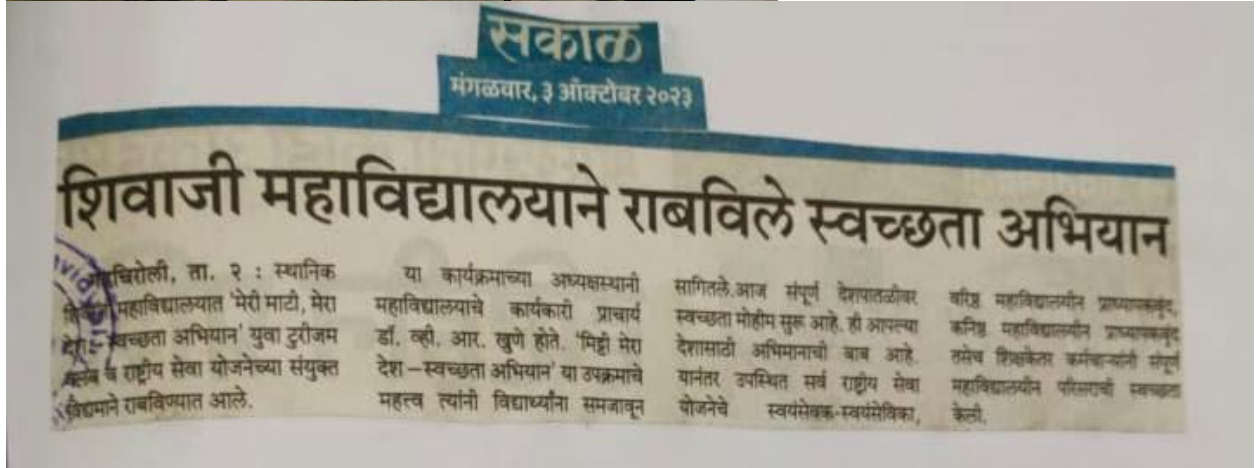 सकाळ
मंगळवार, ३ ऑक्टोबर २०२३
शिवाजी महाविद्यालयाने राबविले स्वच्छता अभियान
गडचिरोली, ता. २ : स्थानिक
महाविद्यालयात 'मेरी माटी, मेरा
स्वच्छता अभियान' युवा टुरीजम
व राष्ट्रीय सेवा योजनेच्या संयुक्त
विद्यमाने राबविण्यात आले.
या कार्यक्रमाच्या अध्यक्षस्थानी
महाविद्यालयाचे कार्यकारी प्राचार्य
डॉ. व्ही. आर. खुणे होते. 'मिट्टी मेरा
देश – स्वच्छता अभियान' या उपक्रमाचे
महत्त्व त्यांनी विद्यार्थ्यांना समजावून
सागितले.आज संपूर्ण देशपातळीवर
स्वच्छता मोहीम सुरू आहे. ही आपल्या
देशासाठी अभिमानाची बाब आहे.
यानंतर उपस्थित सर्व राष्ट्रीय सेवा
योजनेचे स्वयंसेवक-स्वयंसेविका,
वरिष्ठ महाविद्यालयीन प्राध्यापकवृंद,
कनिष्ठ महाविद्यालयीन प्राध्यापकवृंद
तसेच शिक्षकेतर कर्मचाऱ्यांनी संपूर्ण
महाविद्यालयीन परिसराची स्वच्छता
केली.